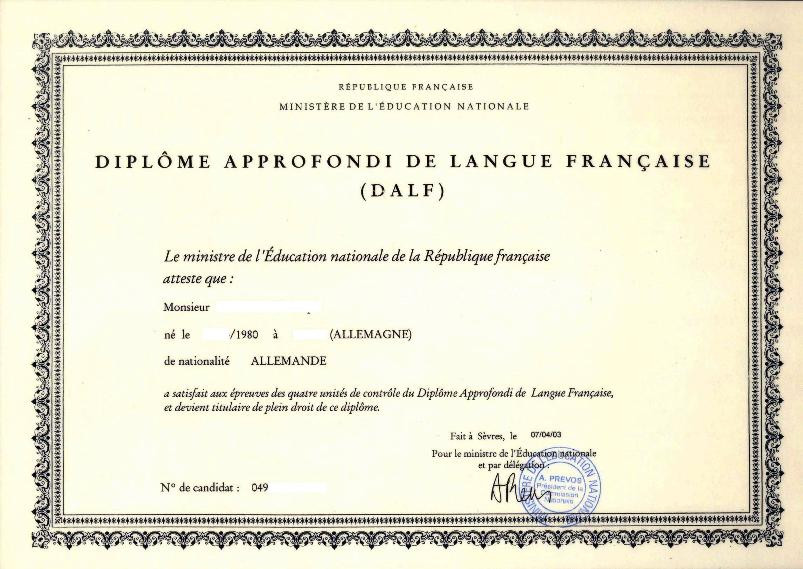 RÉPUBLIQUE FRANÇAISE
MINISTÈRE DE L'ÉDUCATION NATIONALE
DIPLÔME APPROFONDI DE LANGUE FRANÇAISE
(DALF)
Le ministre de l'Éducation nationale de la République française
atteste que :
Monsieur
né le /1980 à (ALLEMAGNE)
de nationalité ALLEMANDE
a satisfait aux épreuves des quatre unités de contrôle du Diplôme Approfondi de Langue Française,
et devient titulaire de plein droit de ce diplôme.
Fait à Sèvres, le 07/04/03
Pour le ministre de l'Éducation nationale
et par délégation :
N° de candidat : 049
A. PREVOS
Président de la